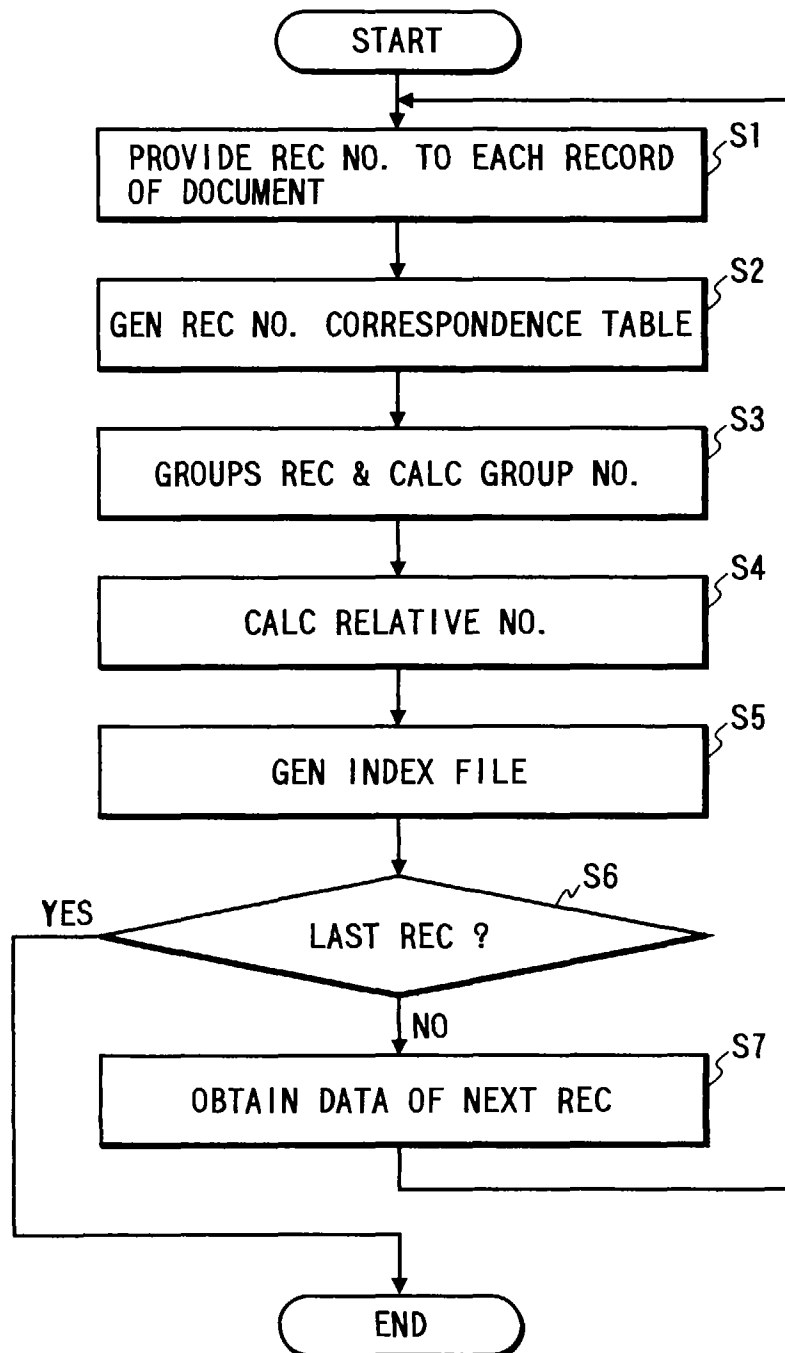 START
S1
PROVIDE REC NO. TO EACH RECORD
OF DOCUMENT
S2
GEN REC NO. CORRESPONDENCE TABLE
S3
GROUPS REC & CALC GROUP NO.
S4
CALC RELATIVE NO.
S5
GEN INDEX FILE
S6
YES
LAST REC ?
NO
S7
OBTAIN DATA OF NEXT REC
END